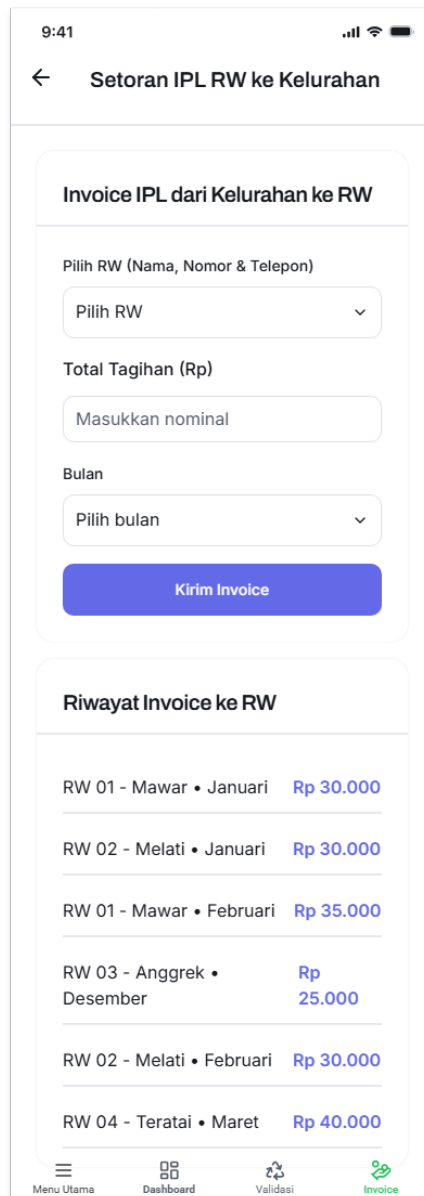 9:41
Setoran IPL RW ke Kelurahan
Invoice IPL dari Kelurahan ke RW
Pilih RW (Nama, Nomor & Telepon)
Pilih RW
Total Tagihan (Rp)
Masukkan nominal
Bulan
Pilih bulan
Kirim Invoice
Riwayat Invoice ke RW
RW 01 - Mawar • Januari Rp 30.000
RW 02 - Melati • Januari Rp 30.000
RW 01 - Mawar • Februari Rp 35.000
RW 03 - Anggrek • Rp
Desember 25.000
RW 02 - Melati • Februari Rp 30.000
RW 04 - Teratai • Maret Rp 40.000
Menu Utama Dashboard Validasi Invoice